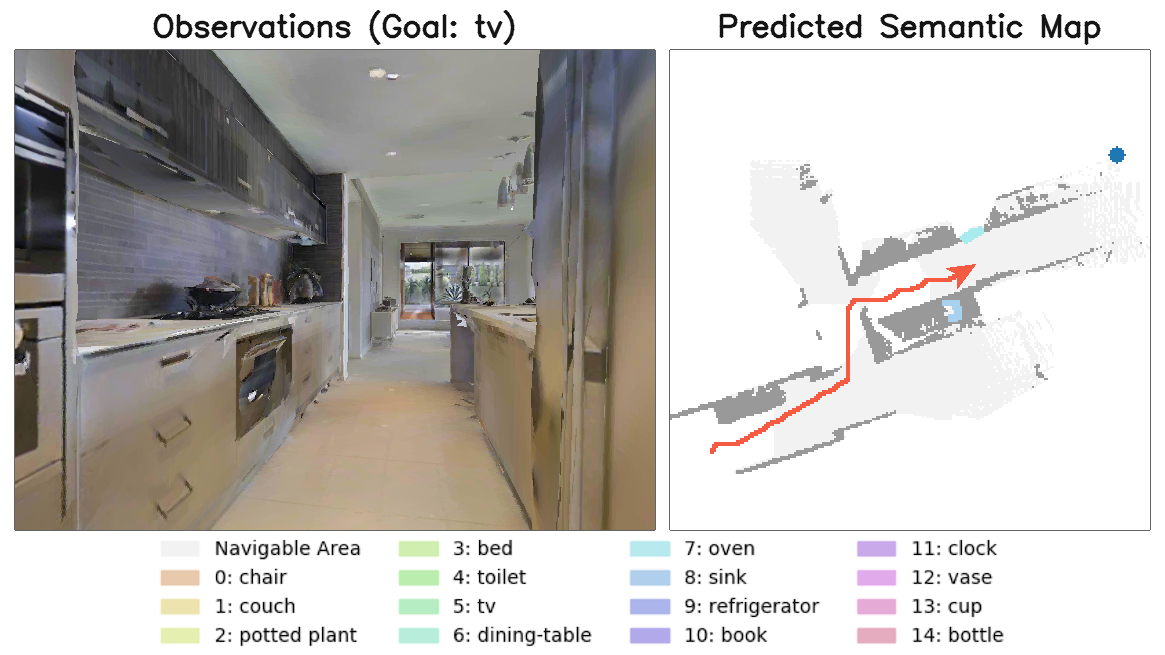 Observations (Goal: tv)
Predicted Semantic Map
Navigable Area
0: chair
1: couch
2: potted plant
3: bed
4: toilet
5: tv
6: dining-table
7: oven
8: sink
9: refrigerator
10: book
11: clock
12: vase
13: cup
14: bottle